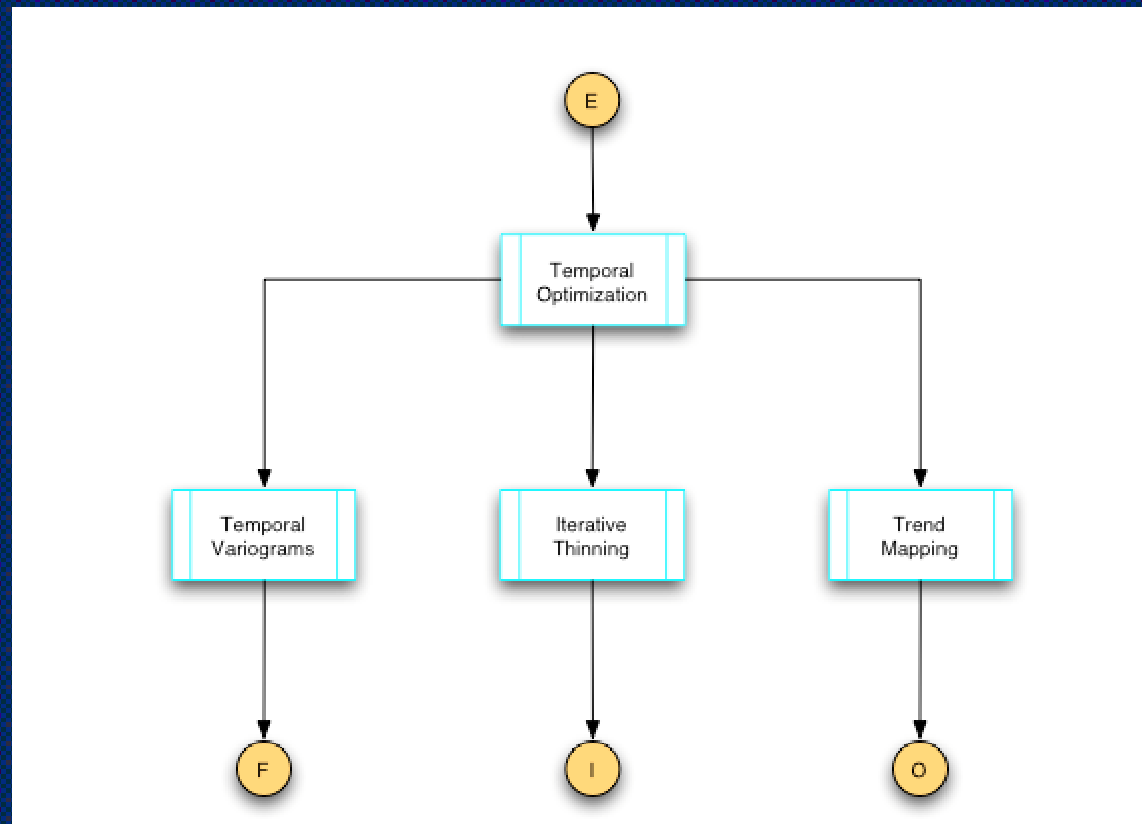 E
Temporal
Optimization
Temporal
Variograms
Iterative
Thinning
Trend
Mapping
F
I
O